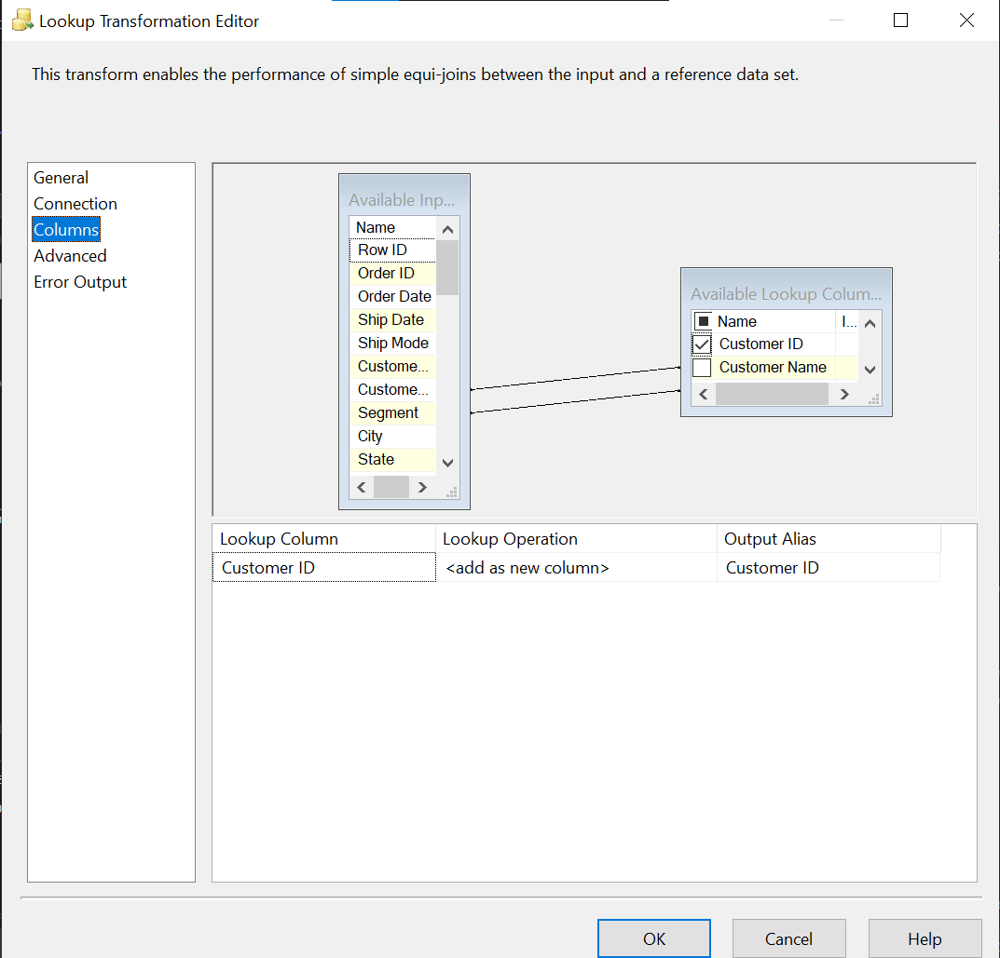 Lookup Transformation Editor
This transform enables the performance of simple equi-joins between the input and a reference data set.
General
Connection
Columns
Advanced
Error Output
Available Inp...
Name
Row ID
Order ID
Order Date
Ship Date
Ship Mode
Custome...
Custome...
Segment
City
State
Available Lookup Colum...
Name I...
Customer ID
Customer Name
Lookup Column Lookup Operation Output Alias
Customer ID <add as new column> Customer ID
OK Cancel Help